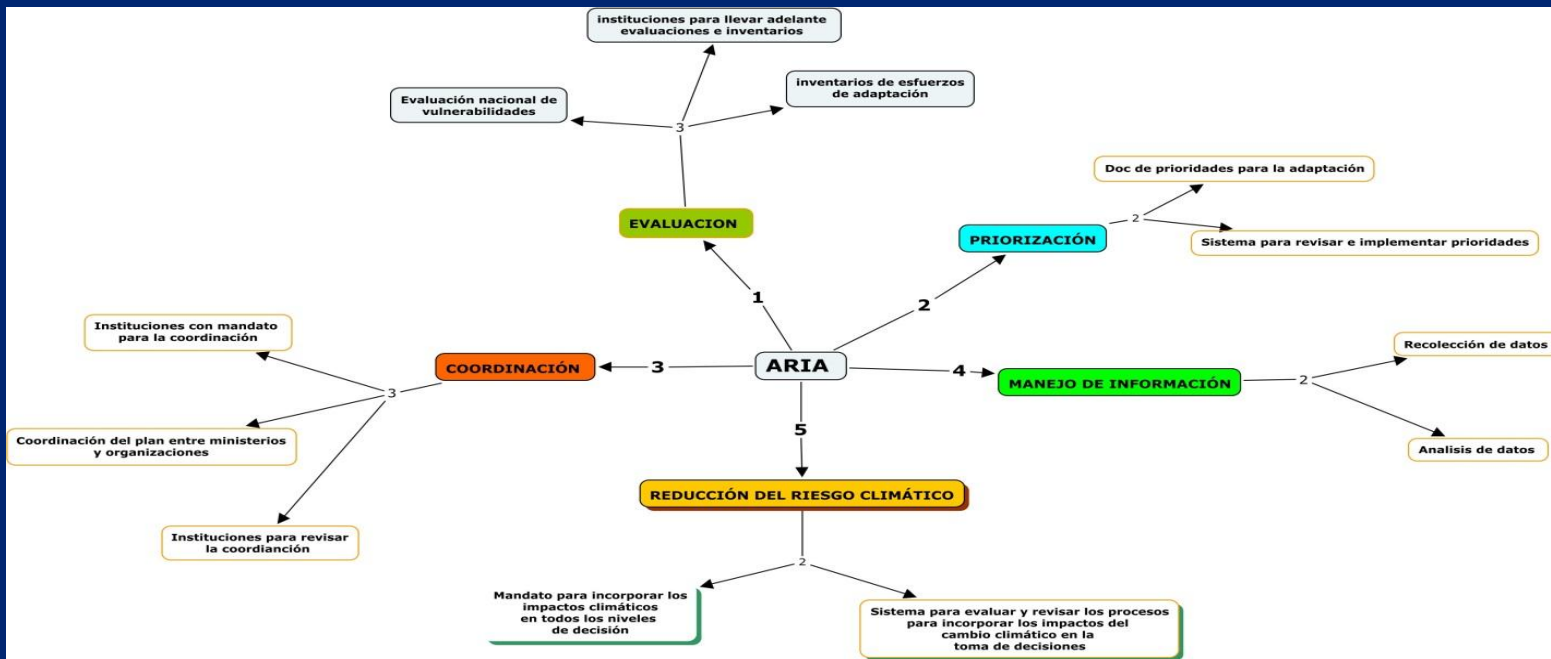 instituciones para llevar adelante
evaluaciones e inventarios
Evaluación nacional de
vulnerabilidades
inventarios de esfuerzos
de adaptación
3
EVALUACION
1
Doc de prioridades para la adaptación
2
PRIORIZACIÓN
Sistema para revisar e implementar prioridades
2
Instituciones con mandato
para la coordinación
COORDINACIÓN
3
ARIA
3
Coordinación del plan entre ministerios
y organizaciones
Instituciones para revisar
la coordianción
4
MANEJO DE INFORMACIÓN
2
Recolección de datos
Analisis de datos
5
REDUCCIÓN DEL RIESGO CLIMÁTICO
2
Mandato para incorporar los
impactos climáticos
en todos los niveles
de decisión
Sistema para evaluar y revisar los procesos
para incorporar los impactos del
cambio climático en la
toma de decisiones